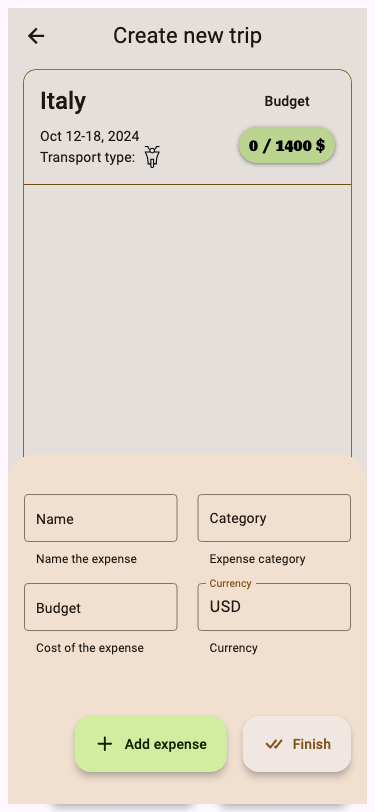 Create new trip
Italy
Budget
Oct 12-18, 2024
0 / 1400 $
Transport type:
Name
Category
Name the expense
Expense category
Currency
Budget
USD
Cost of the expense
Currency
Add expense
Finish